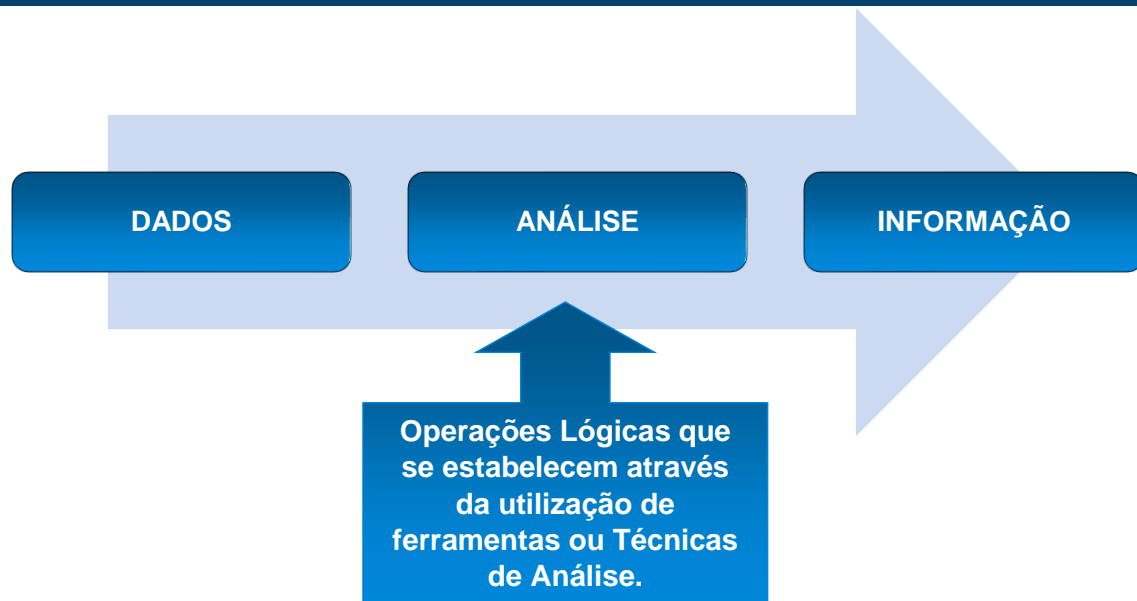 DADOS
ANÁLISE
INFORMAÇÃO
Operações Lógicas que
se estabelecem através
da utilização de
ferramentas ou Técnicas
de Análise.